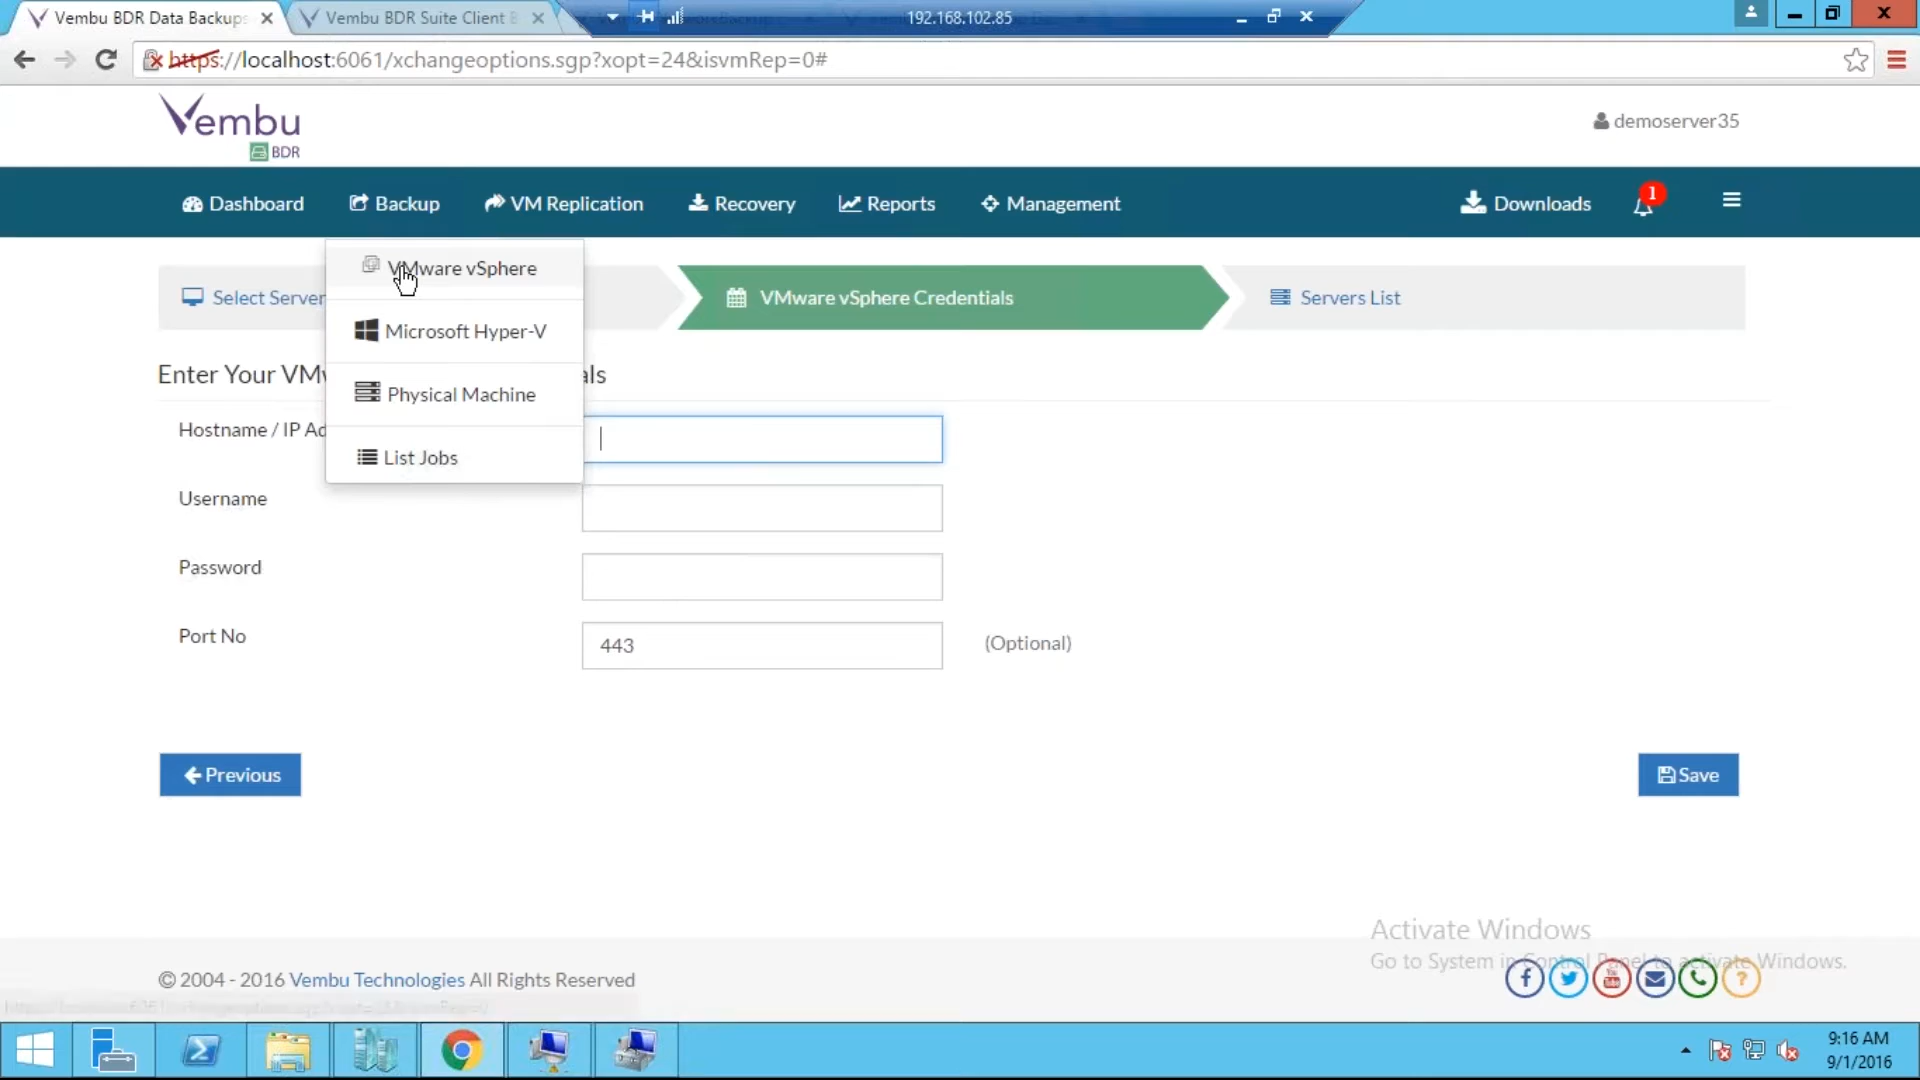 Vembu BDR Data Backups
Vembu BDR Suite Client B
192.168.102.85
https://localhost:6061/xchangeoptions.sgp?xopt=24&isvmRep=0#
Vembu
BDR
demoserver35
Dashboard
Backup
VM Replication
Recovery
Reports
Management
Downloads
1
VMware vSphere
Microsoft Hyper-V
Physical Machine
List Jobs
Select Server
VMware vSphere Credentials
Servers List
Enter Your VMw als
Hostname / IP Ad
Username
Password
Port No
443
(Optional)
Previous
Save
Activate Windows
Go to System in Control Panel to activate Windows.
© 2004 - 2016 Vembu Technologies All Rights Reserved
9:16 AM
9/1/2016